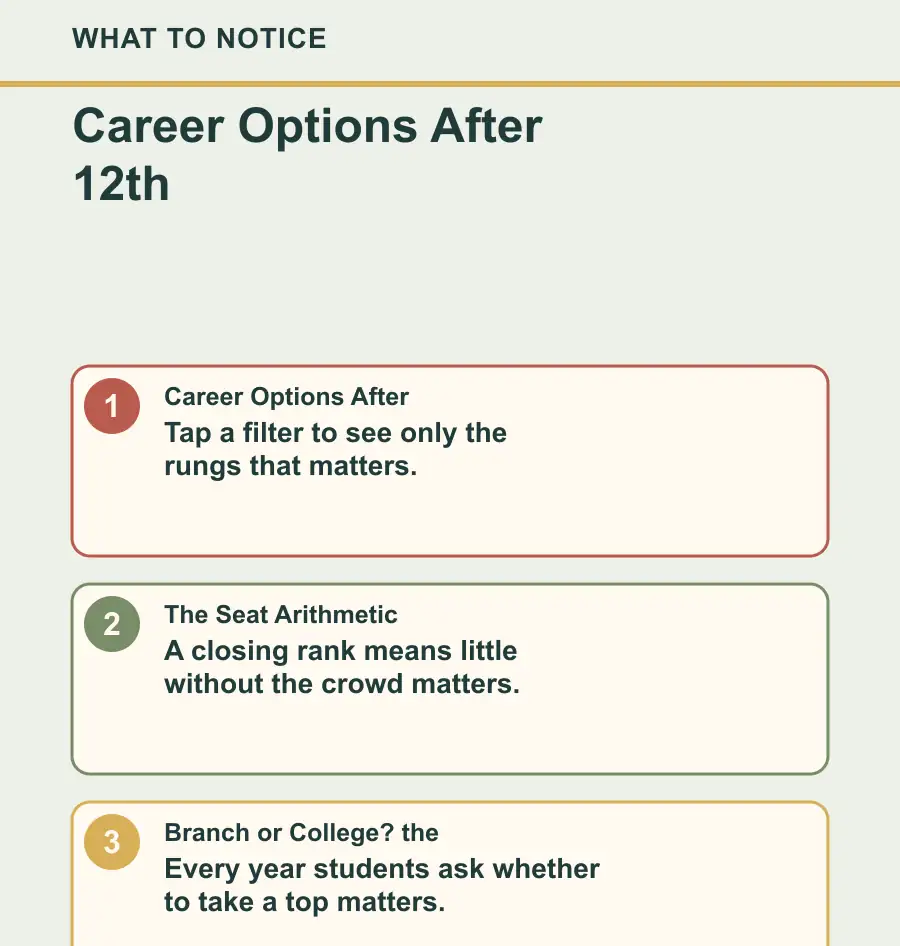 WHAT TO NOTICE
Career Options After
12th
1
Career Options After
Tap a filter to see only the
rungs that matters.
2
The Seat Arithmetic
A closing rank means little
without the crowd matters.
3
Branch or College? the
Every year students ask whether
to take a top matters.